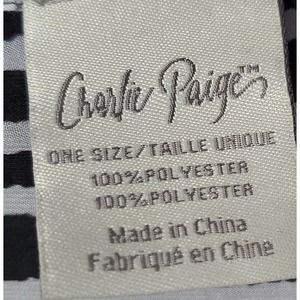 Charlie Paige™
ONE SIZE/TAILLE UNIQUE
100%POLYESTER
100%POLYESTER
Made in China
Fabriqué en Chine